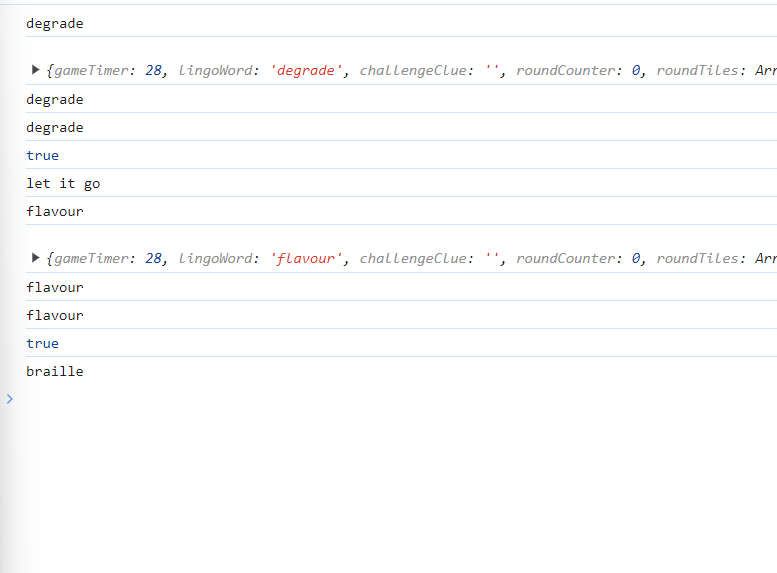 degrade
{gameTimer: 28, lingoWord: 'degrade', challengeClue: '', roundCounter: 0, roundTiles: Arr
degrade
degrade
true
let it go
flavour
{gameTimer: 28, lingoWord: 'flavour', challengeClue: '', roundCounter: 0, roundTiles: Arr
flavour
flavour
true
braille